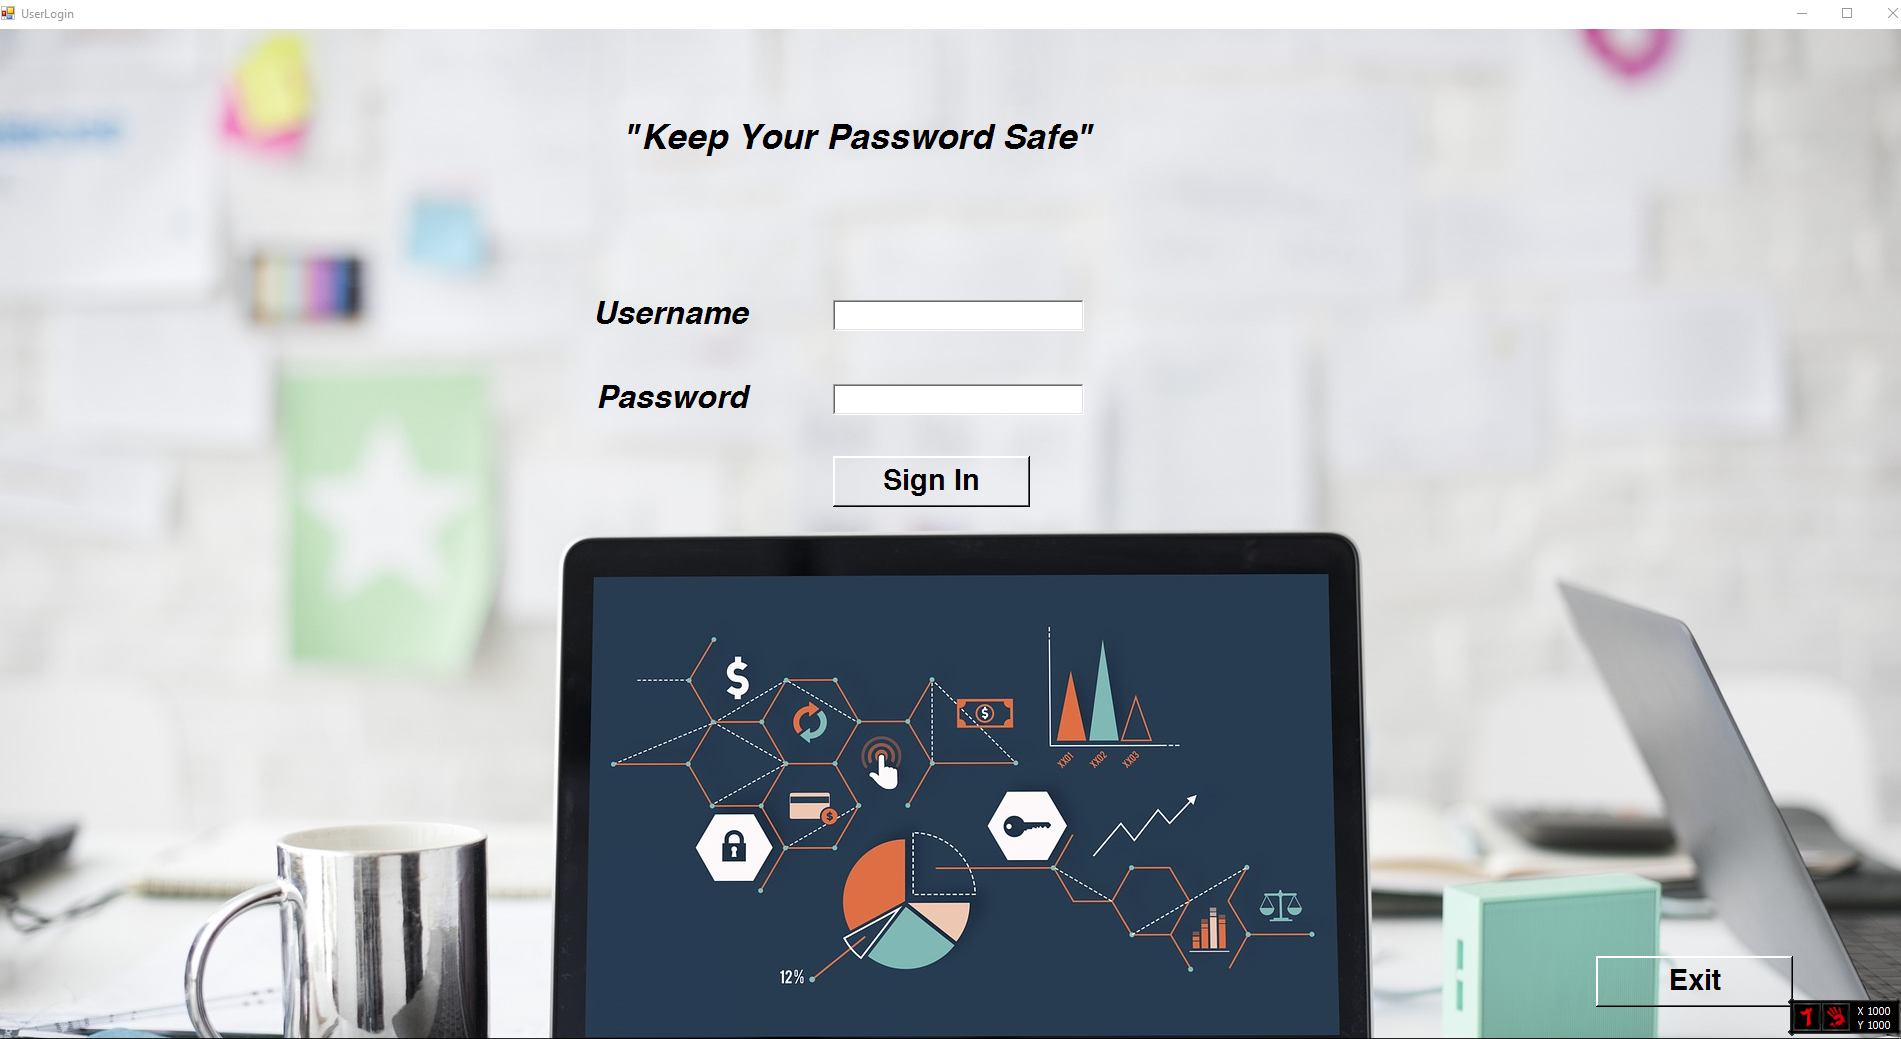 UserLogin
"Keep Your Password Safe"
Username
Password
Sign In
$
$
XX01
XX02
XX03
$
12%
Exit
X 1000
Y 1000